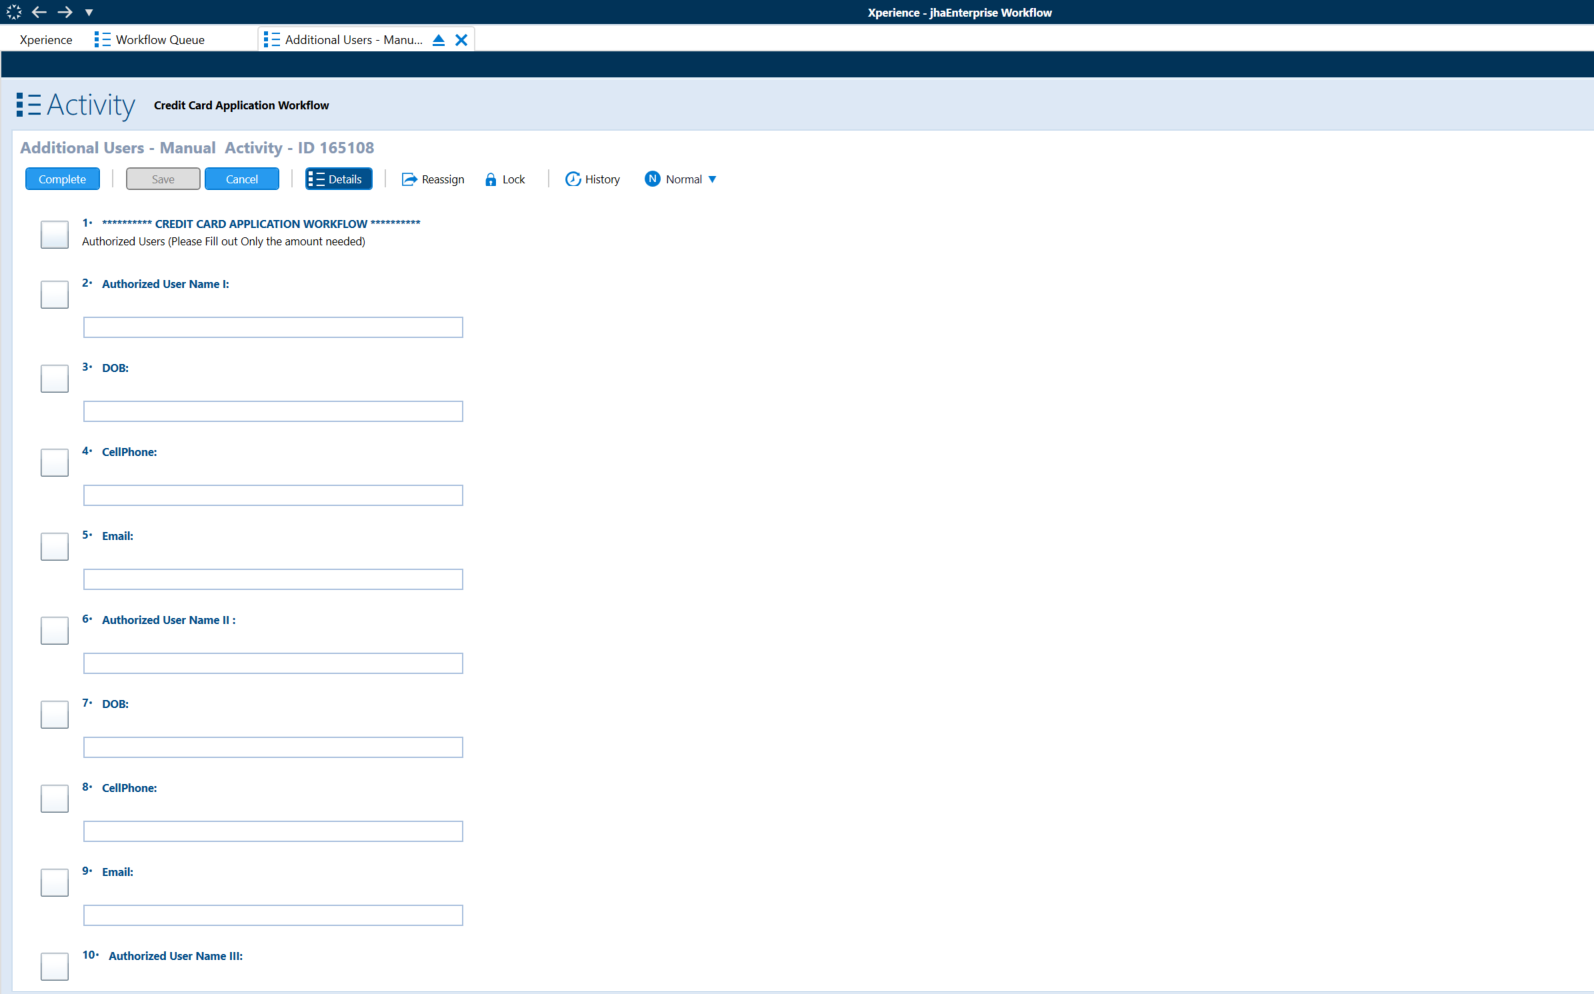 Xperience - jhaEnterprise Workflow
Xperience Workflow Queue Additional Users - Manu...
Activity Credit Card Application Workflow
Additional Users - Manual Activity - ID 165108
Complete Save Cancel Details Reassign Lock History N Normal
1· ********** CREDIT CARD APPLICATION WORKFLOW **********
Authorized Users (Please Fill out Only the amount needed)
2· Authorized User Name I:
3· DOB:
4· CellPhone:
5· Email:
6· Authorized User Name II :
7· DOB:
8· CellPhone:
9· Email:
10· Authorized User Name III: